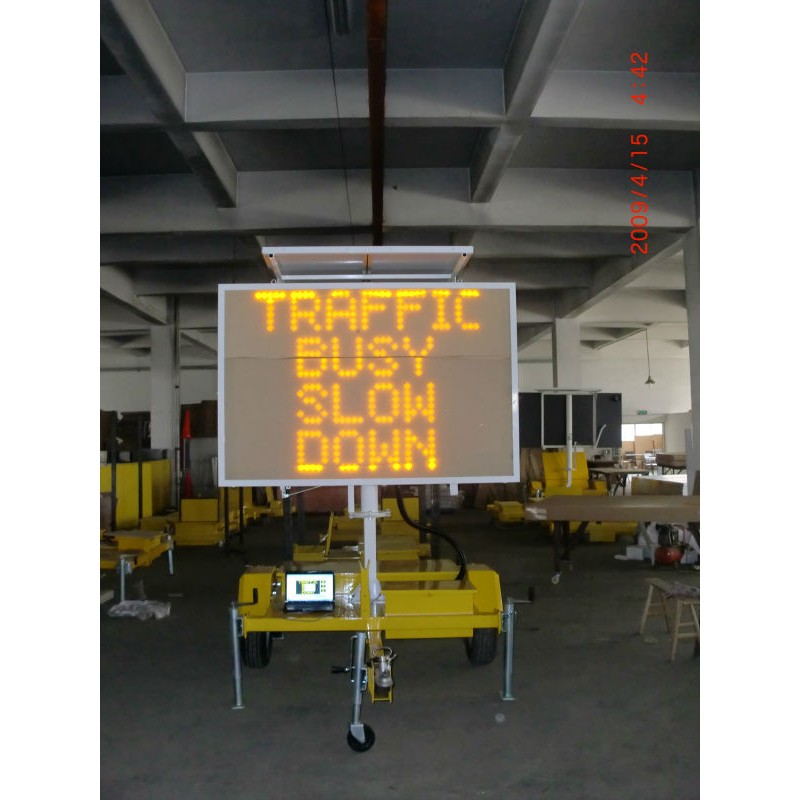 TRAFFIC
BUSY
SLOW
DOWN
2009/4/15 4:42